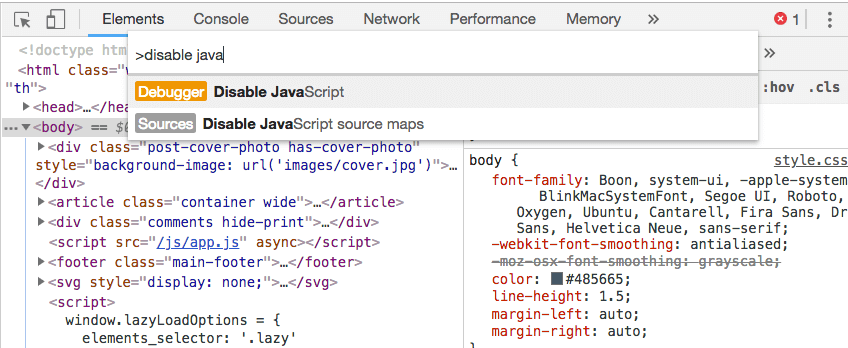 Elements Console Sources Network Performance Memory » 1
<!doctype htm
<html class="
"th">
▶<head>…</hea
…▼<body> == $0
>disable java
Debugger Disable JavaScript
Sources Disable JavaScript source maps
»
:hov .cls
▶<div class="post-cover-photo has-cover-photo"
style="background-image: url('images/cover.jpg')">…
</div>
▶<article class="container wide">…</article>
▶<div class="comments hide-print">…</div>
<script src="/js/app.js" async></script>
▶<footer class="main-footer">…</footer>
▶<svg style="display: none;">…</svg>
<script>
window.lazyLoadOptions = {
elements_selector: '.lazy'
body { style.css
font-family: Boon, system-ui, -apple-system
BlinkMacSystemFont, Segoe UI, Roboto,
Oxygen, Ubuntu, Cantarell, Fira Sans, Dr
Sans, Helvetica Neue, sans-serif;
-webkit-font-smoothing: antialiased;
-moz-osx-font-smoothing: grayscale;
color: #485665;
line-height: 1.5;
margin-left: auto;
margin-right: auto;
}